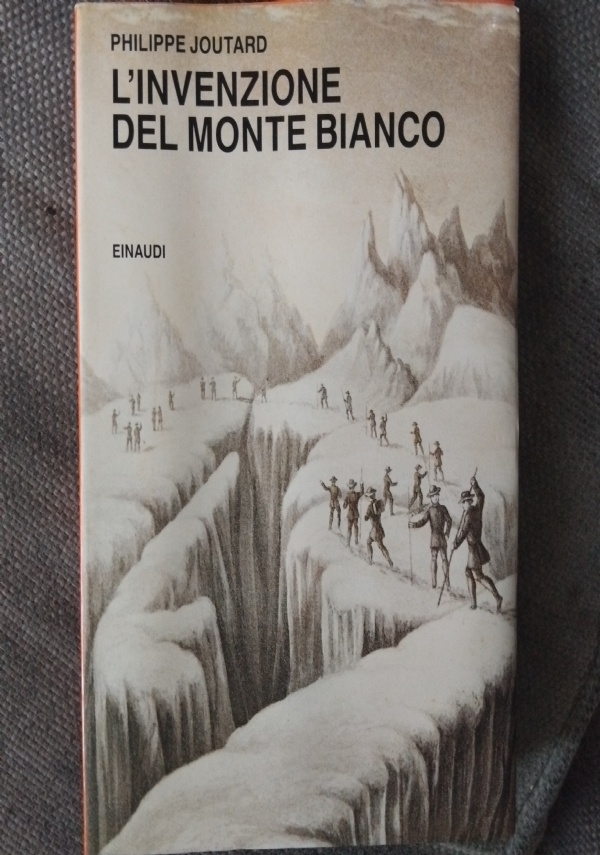 PHILIPPE JOUTARD
L'INVENZIONE
DEL MONTE BIANCO
EINAUDI